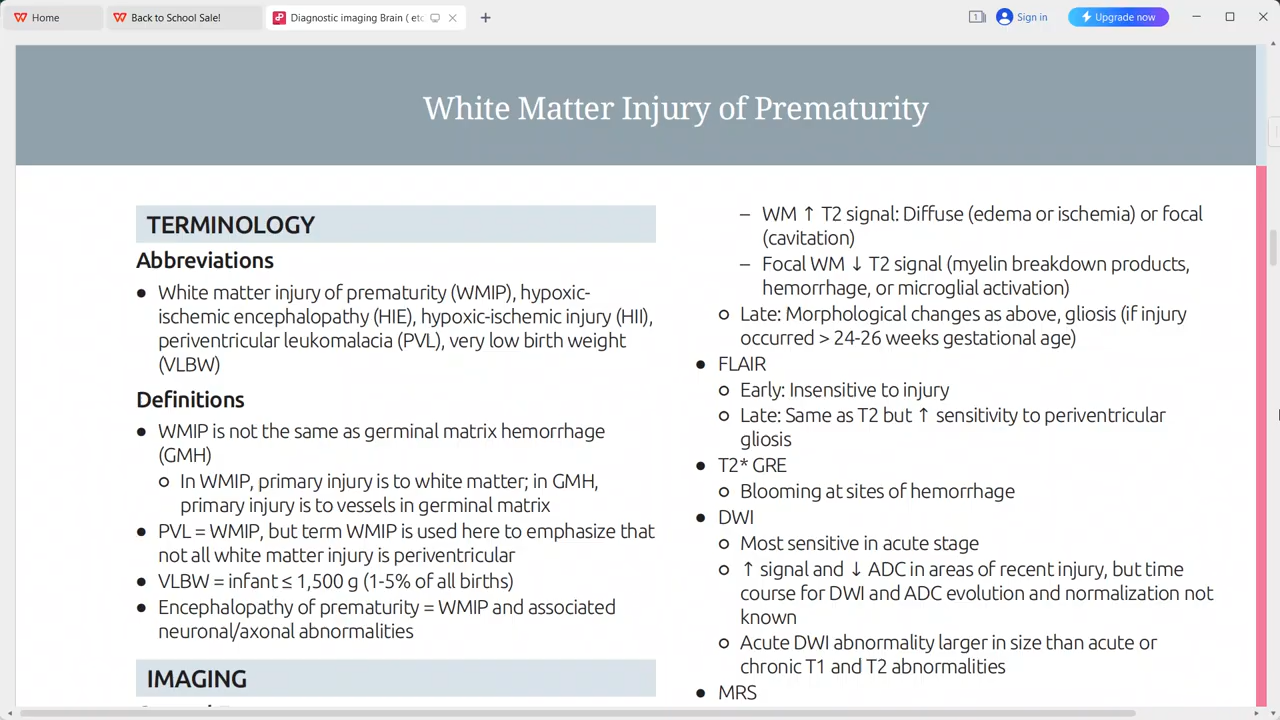 Home
Back to School Sale!
Diagnostic imaging Brain ( etc
1
Sign in
Upgrade now
White Matter Injury of Prematurity
TERMINOLOGY
Abbreviations
● White matter injury of prematurity (WMIP), hypoxic-
ischemic encephalopathy (HIE), hypoxic-ischemic injury (HII),
periventricular leukomalacia (PVL), very low birth weight
(VLBW)
Definitions
● WMIP is not the same as germinal matrix hemorrhage
(GMH)
○ In WMIP, primary injury is to white matter; in GMH,
primary injury is to vessels in germinal matrix
● PVL = WMIP, but term WMIP is used here to emphasize that
not all white matter injury is periventricular
● VLBW = infant ≤ 1,500 g (1-5% of all births)
● Encephalopathy of prematurity = WMIP and associated
neuronal/axonal abnormalities
IMAGING
– WM ↑ T2 signal: Diffuse (edema or ischemia) or focal
(cavitation)
– Focal WM ↓ T2 signal (myelin breakdown products,
hemorrhage, or microglial activation)
○ Late: Morphological changes as above, gliosis (if injury
occurred > 24-26 weeks gestational age)
● FLAIR
○ Early: Insensitive to injury
○ Late: Same as T2 but ↑ sensitivity to periventricular
gliosis
● T2* GRE
○ Blooming at sites of hemorrhage
● DWI
○ Most sensitive in acute stage
○ ↑ signal and ↓ ADC in areas of recent injury, but time
course for DWI and ADC evolution and normalization not
known
○ Acute DWI abnormality larger in size than acute or
chronic T1 and T2 abnormalities
● MRS